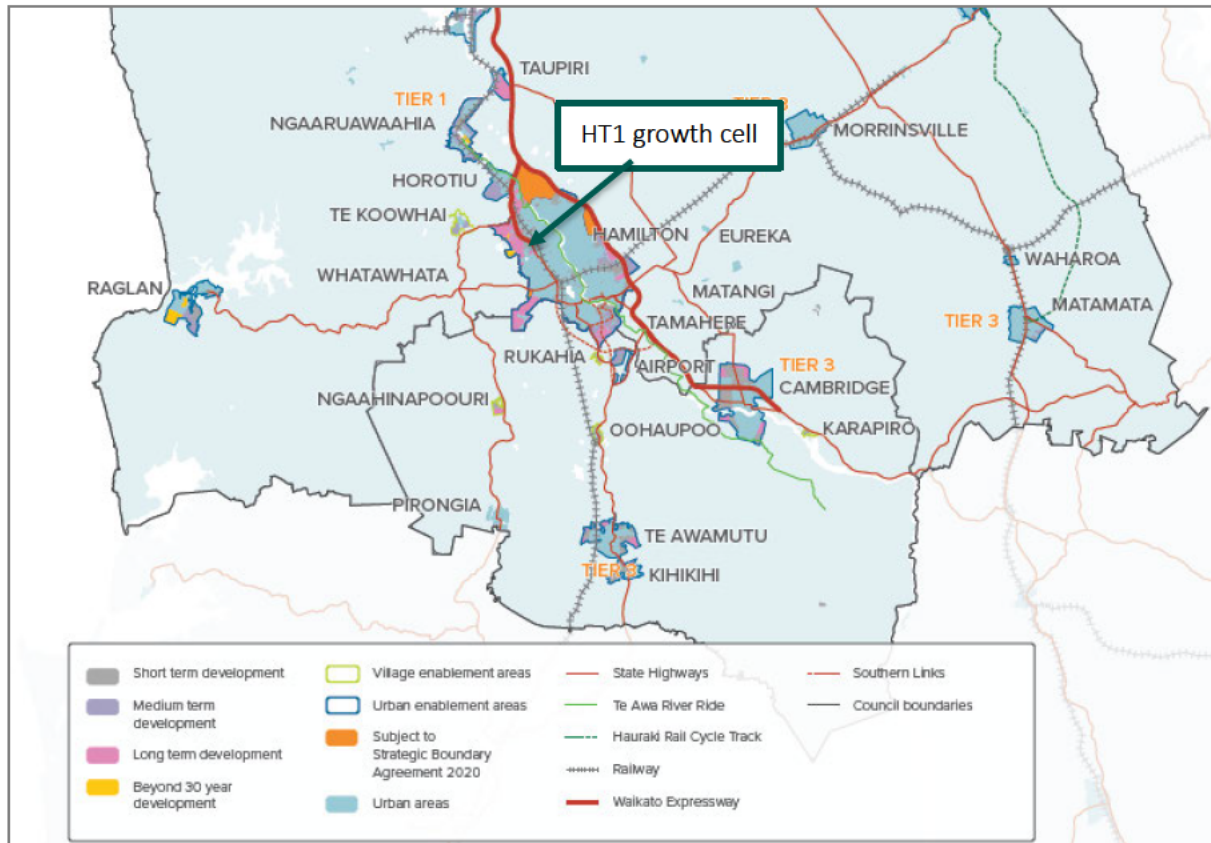 TAUPIRI
TIER 1
NGAARUAWAAHIA
HT1 growth cell
MORRINSVILLE
HOROTIU
TE KOOWHAI
HAMILTON
EUREKA
WHATAWHATA
WAHAROA
RAGLAN
MATANGI
MATAMATA
TIER 3
TAMAHERE
RUKAHIA
AIRPORT
TIER 3
CAMBRIDGE
NGAAHINAPOOURI
OOHAUPOO
KARAPIRO
PIRONGIA
TE AWAMUTU
TIER 3
KIHIKIHI
Short term development
Medium term
development
Long term development
Beyond 30 year
development
Village enablement areas
Urban enablement areas
Subject to
Strategic Boundary
Agreement 2020
Urban areas
State Highways
Te Awa River Ride
Hauraki Rail Cycle Track
Railway
Waikato Expressway
Southern Links
Council boundaries